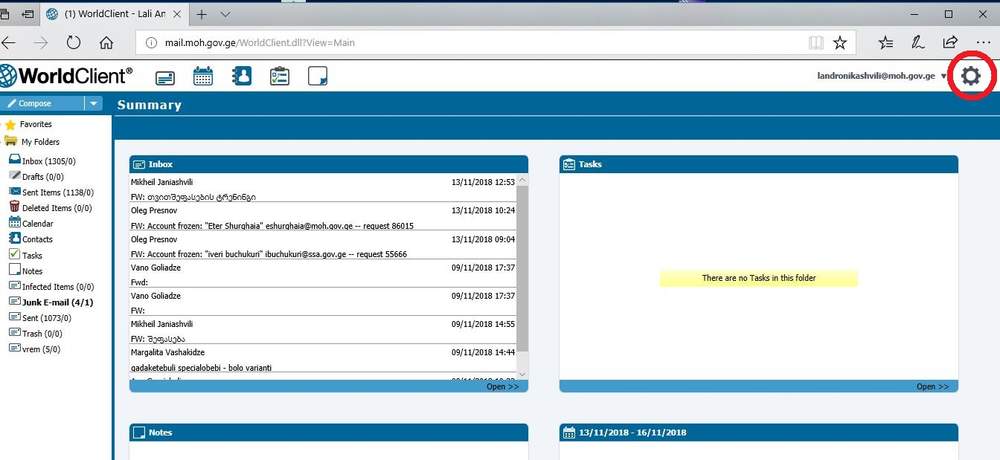 (1) WorldClient - Lali An
mail.moh.gov.ge/WorldClient.dll?View=Main
WorldClient®
landronikashvili@moh.gov.ge
Compose
Summary
Favorites
My Folders
Inbox (1305/0)
Drafts (0/0)
Sent Items (1138/0)
Deleted Items (0/0)
Calendar
Contacts
Tasks
Notes
Infected Items (0/0)
Junk E-mail (4/1)
Sent (1073/0)
Trash (0/0)
vrem (5/0)
Inbox
Mikheil Janiashvili 13/11/2018 12:53
FW: თვითშეფასების ტრენინგი
Oleg Presnov 13/11/2018 10:24
FW: Account frozen: "Eter Shurghaia" eshurghaia@moh.gov.ge -- request 86015
Oleg Presnov 13/11/2018 09:04
FW: Account frozen: "iveri buchukuri" ibuchukuri@ssa.gov.ge -- request 55666
Vano Goliadze 09/11/2018 17:37
Fwd:
Vano Goliadze 09/11/2018 17:37
FW:
Mikheil Janiashvili 09/11/2018 14:55
FW: შეფასება
Margalita Vashakidze 09/11/2018 14:44
gadaketebuli specialobebi - bolo varianti
Open >>
Tasks
There are no Tasks in this folder
Open >>
Notes
13/11/2018 - 16/11/2018